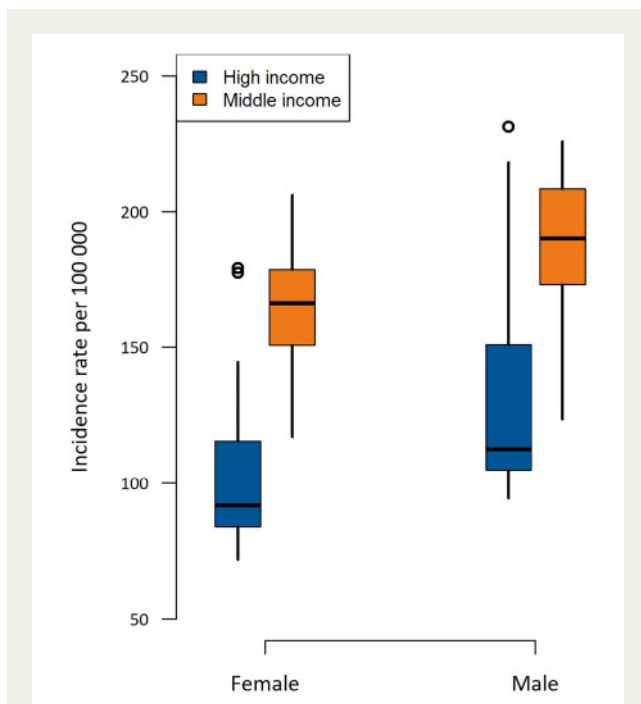 High income
Middle income
Incidence rate per 100 000
250
200
150
100
50
Female Male